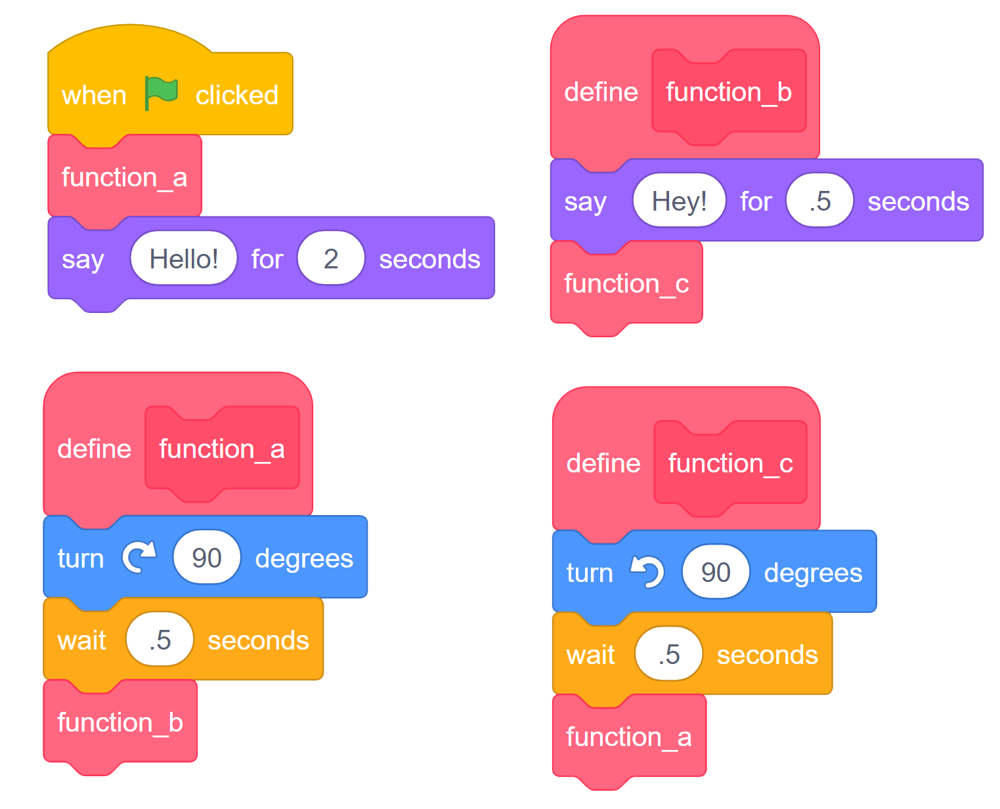 when clicked
function_a
say Hello! for 2 seconds
define function_b
say Hey! for .5 seconds
function_c
define function_a
turn 90 degrees
wait .5 seconds
function_b
define function_c
turn 90 degrees
wait .5 seconds
function_a